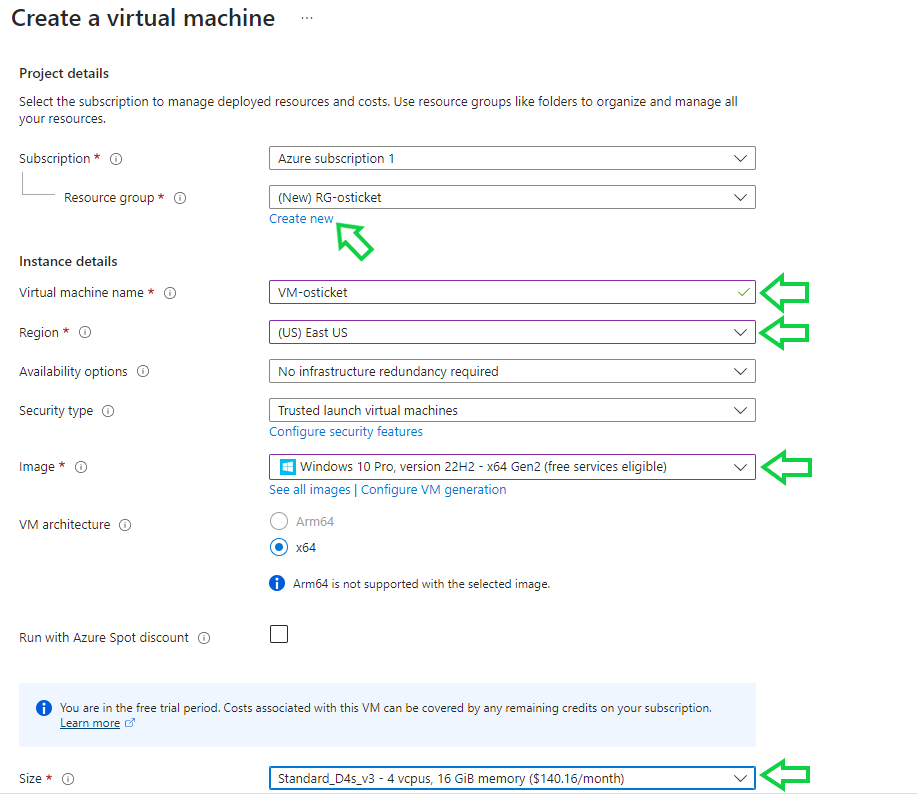 Create a virtual machine ...
Project details
Select the subscription to manage deployed resources and costs. Use resource groups like folders to organize and manage all
your resources.
Subscription *
Azure subscription 1
Resource group *
(New) RG-osticket
Create new
Instance details
Virtual machine name *
VM-osticket
Region *
(US) East US
Availability options
No infrastructure redundancy required
Security type
Trusted launch virtual machines
Configure security features
Image *
Windows 10 Pro, version 22H2 - x64 Gen2 (free services eligible)
See all images | Configure VM generation
VM architecture
Arm64
x64
Arm64 is not supported with the selected image.
Run with Azure Spot discount
You are in the free trial period. Costs associated with this VM can be covered by any remaining credits on your subscription.
Learn more
Size *
Standard_D4s_v3 - 4 vcpus, 16 GiB memory ($140.16/month)